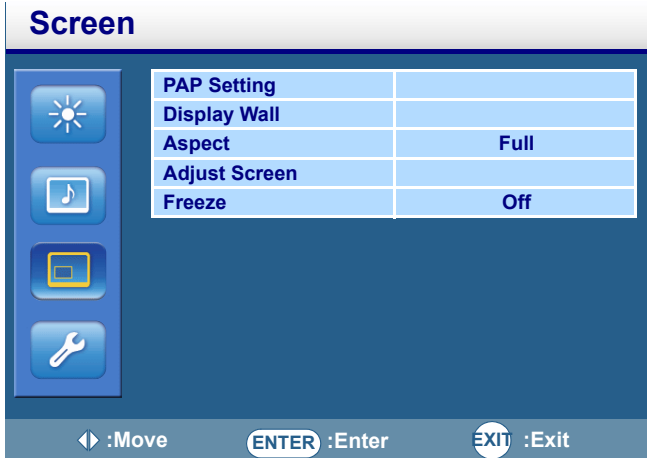 Screen
PAP Setting
Display Wall
Aspect Full
Adjust Screen
Freeze Off
:Move ENTER :Enter EXIT :Exit